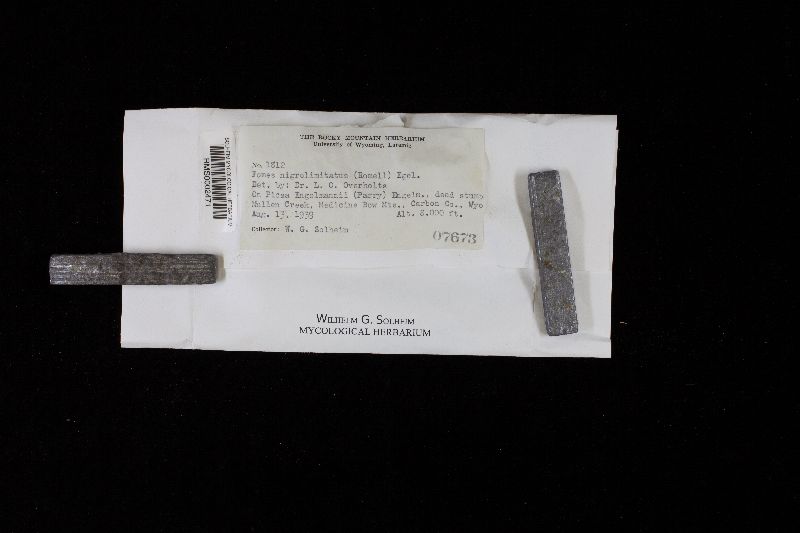 THE ROCKY MOUNTAIN HERBARIUM
University of Wyoming, Laramie
No. 1812
Fomes nigrolimitatus (Romell) Egel.
Det. by: Dr. L. O. Overholts
On Picea Engelmannii (Parry) Engelm., dead stump
Mullen Creek, Medicine Bow Mts., Carbon Co., Wyo
Aug. 13, 1939 Alt. 8,000 ft.
Collector: W. G. Solheim
07673
WILHELM G. SOLHEIM
MYCOLOGICAL HERBARIUM